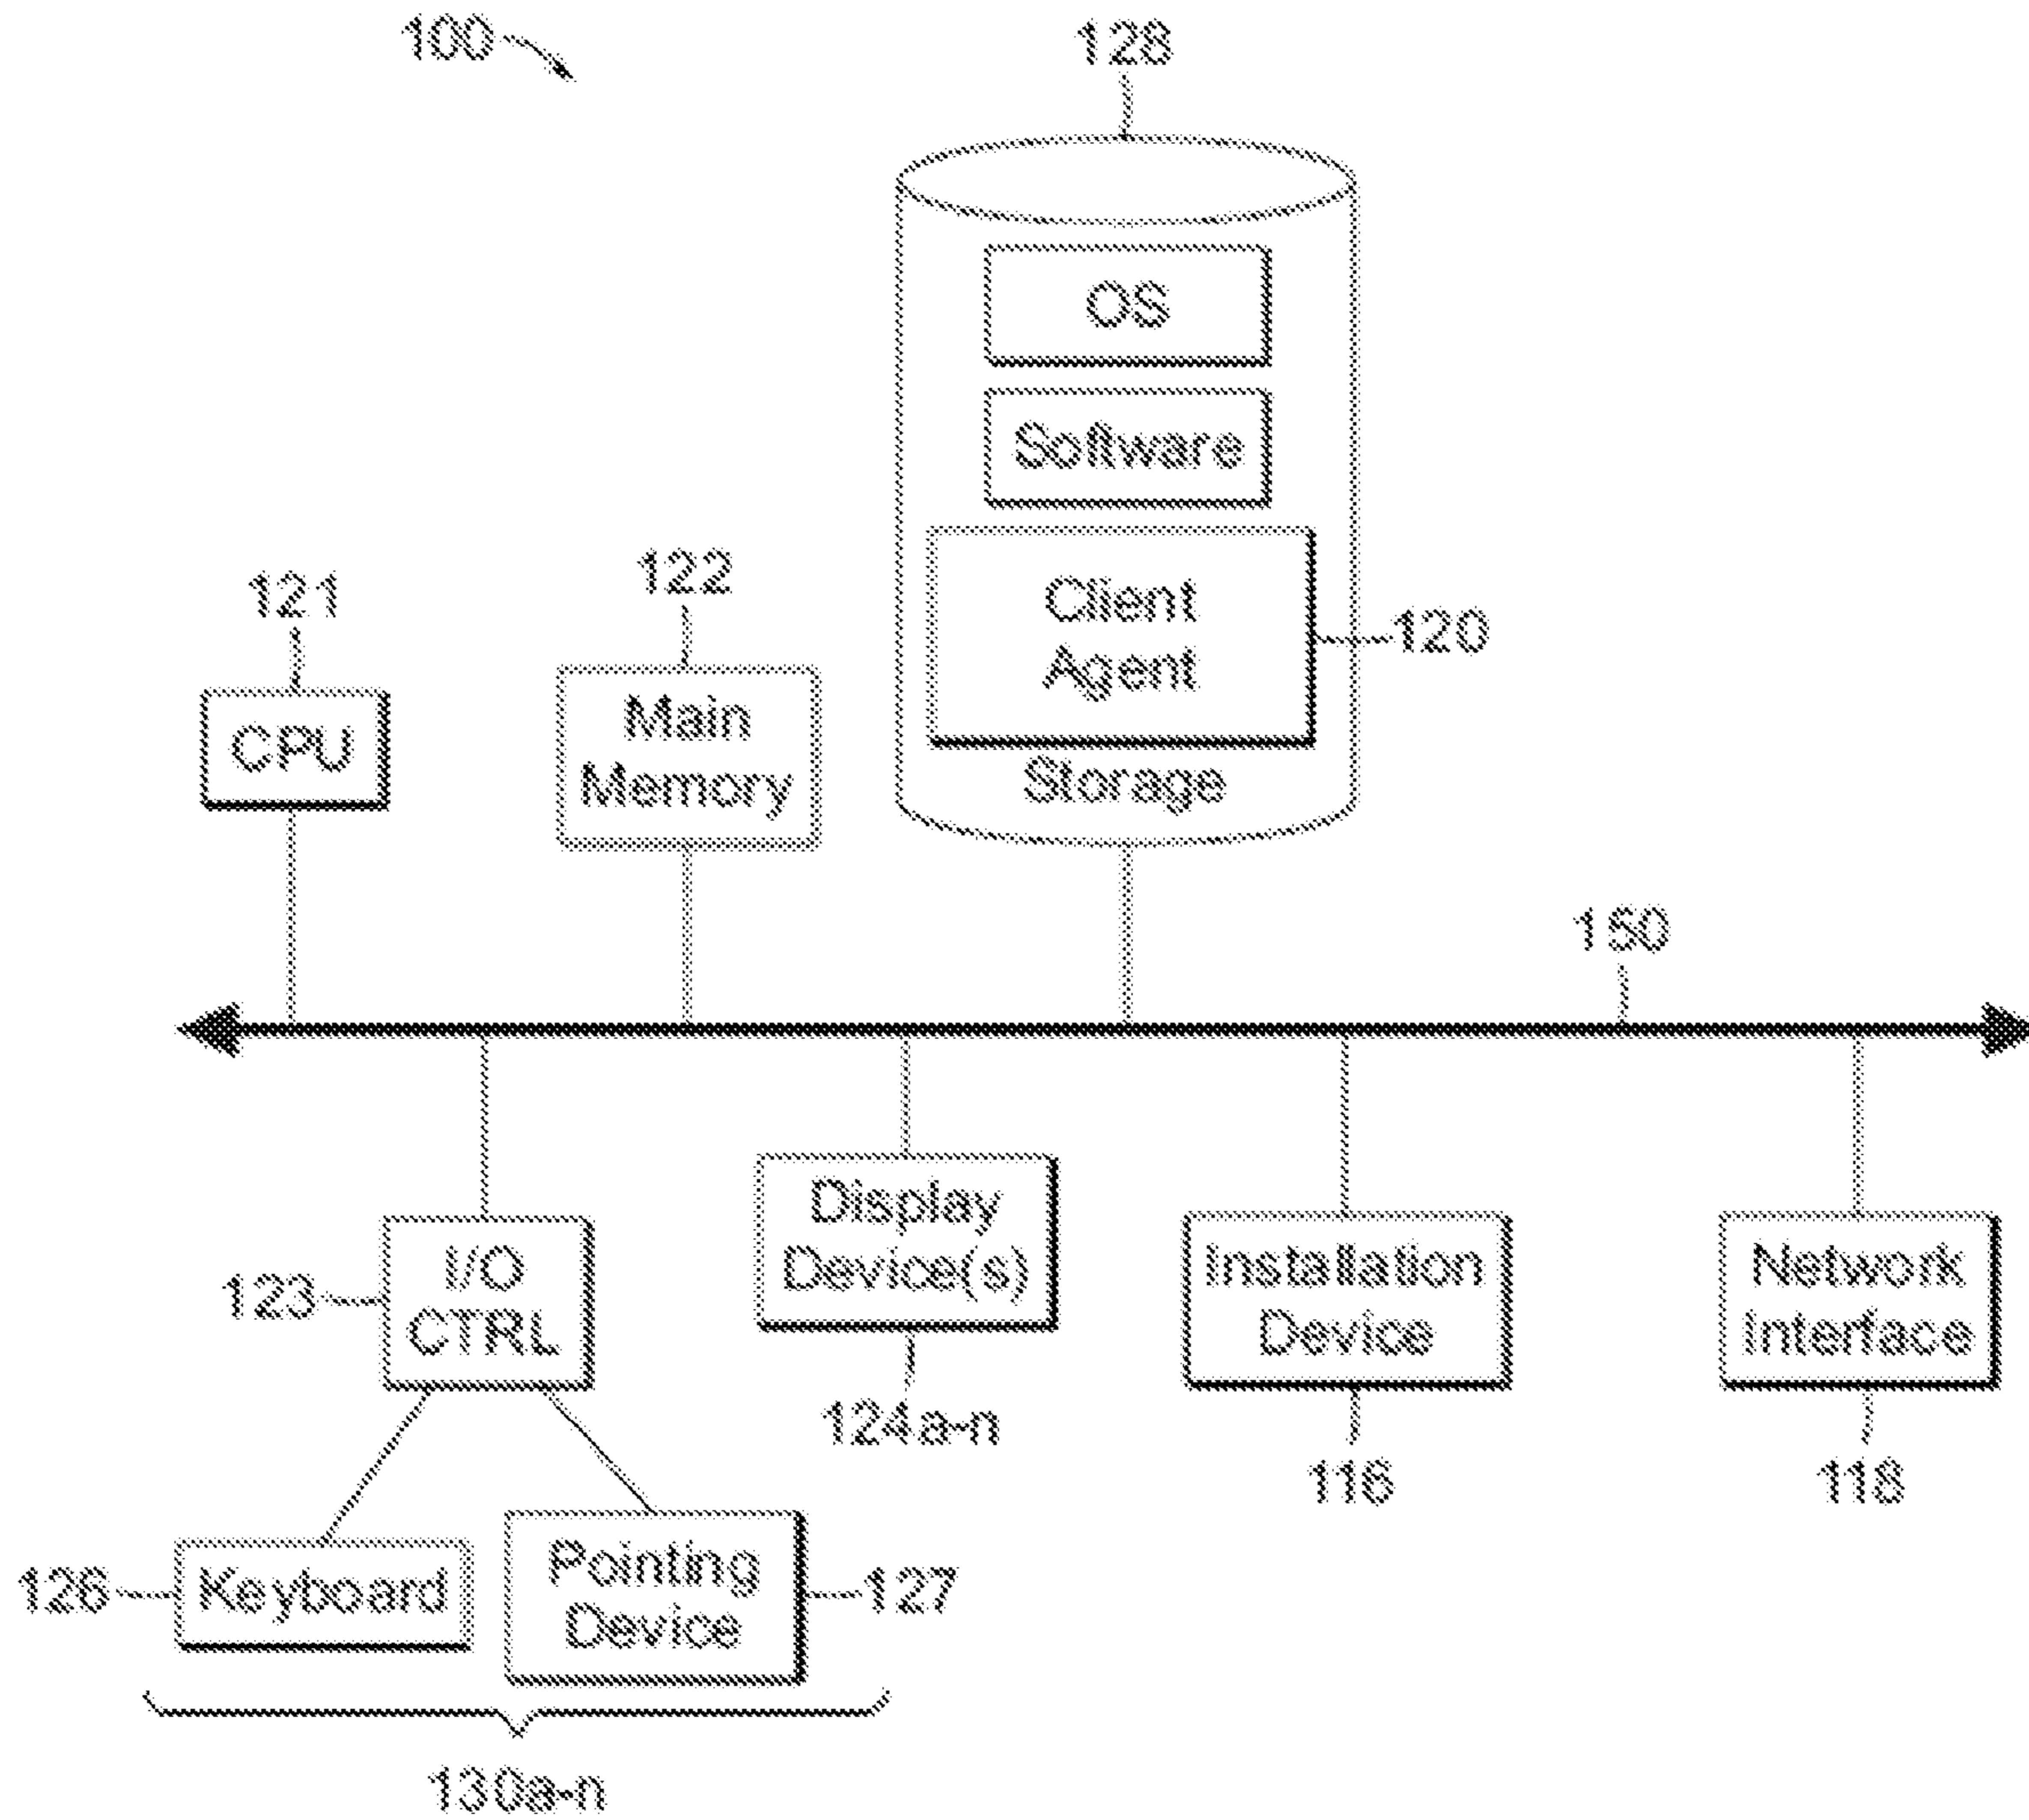 100
128
OS
Software
Client
Agent
120
Storage
121
CPU
122
Main
Memory
150
I/O
CTRL
123
Display
Device(s)
124a-n
Installation
Device
116
Network
Interface
118
126
Keyboard
Pointing
Device
127
130a-n